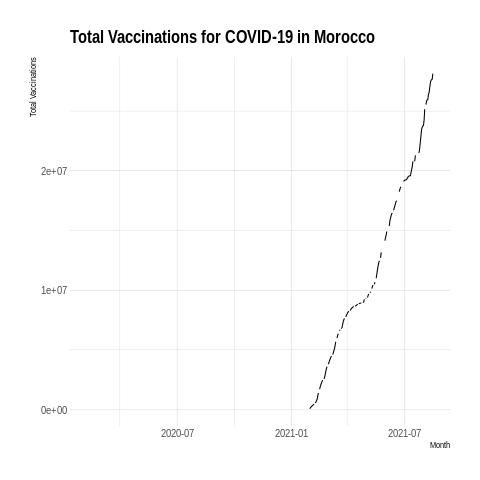 Total Vaccinations for COVID-19 in Morocco
Total Vaccinations
2e+07
1e+07
0e+00
2020-07 2021-01 2021-07
Month